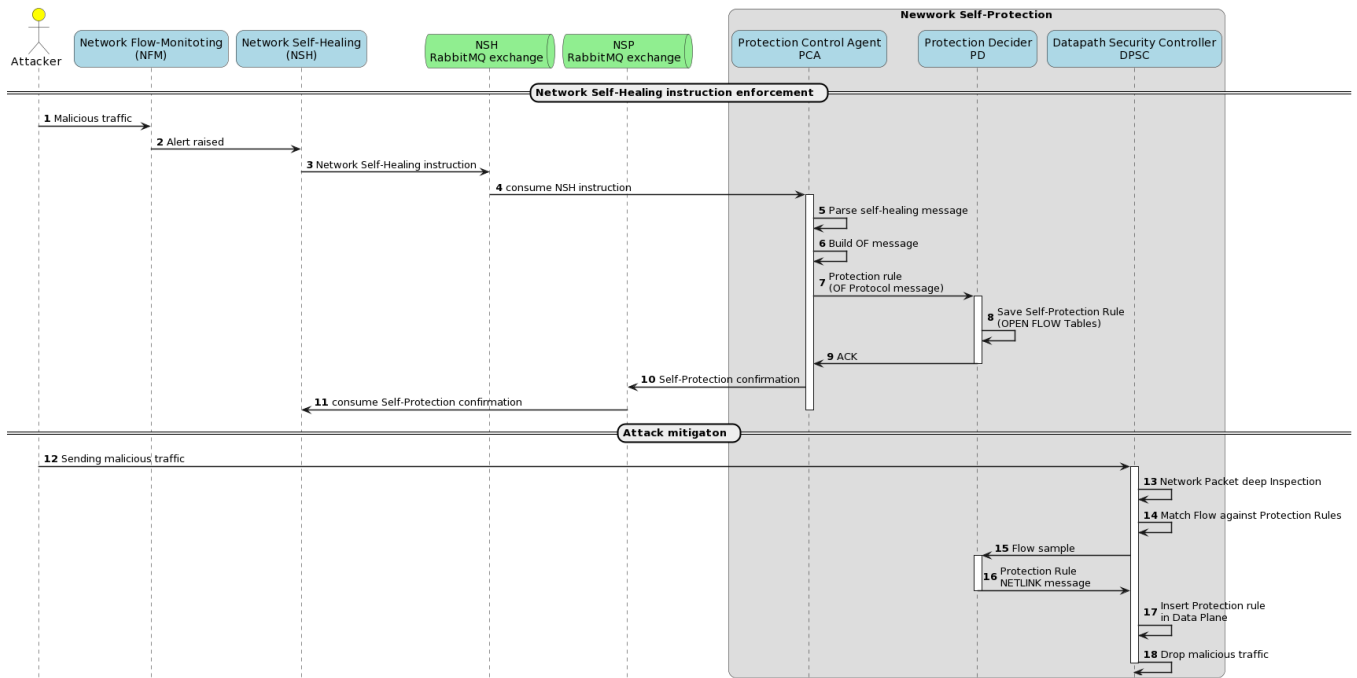 Newwork Self-Protection
Attacker
Network Flow-Monitoting
(NFM)
Network Self-Healing
(NSH)
NSH
RabbitMQ exchange
NSP
RabbitMQ exchange
Protection Control Agent
PCA
Protection Decider
PD
Datapath Security Controller
DPSC
Network Self-Healing instruction enforcement
1 Malicious traffic
2 Alert raised
3 Network Self-Healing instruction
4 consume NSH instruction
5 Parse self-healing message
6 Build OF message
7 Protection rule
(OF Protocol message)
8 Save Self-Protection Rule
(OPEN FLOW Tables)
9 ACK
10 Self-Protection confirmation
11 consume Self-Protection confirmation
Attack mitigaton
12 Sending malicious traffic
13 Network Packet deep Inspection
14 Match Flow against Protection Rules
15 Flow sample
16 Protection Rule
NETLINK message
17 Insert Protection rule
in Data Plane
18 Drop malicious traffic